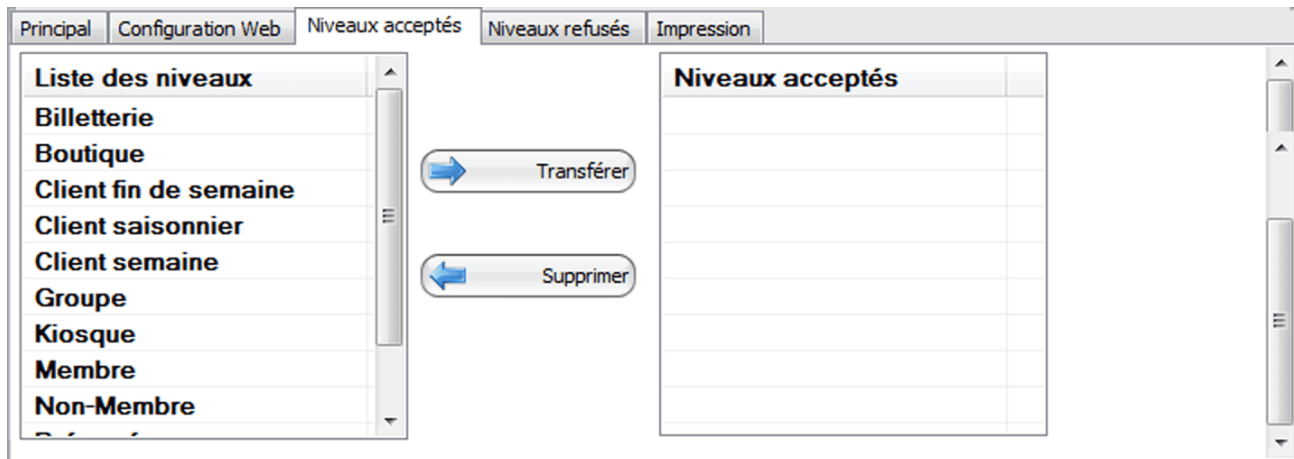 Principal Configuration Web Niveaux acceptés Niveaux refusés Impression
Liste des niveaux
Billetterie
Boutique
Client fin de semaine
Client saisonnier
Client semaine
Groupe
Kiosque
Membre
Non-Membre
Transférer
Supprimer
Niveaux acceptés